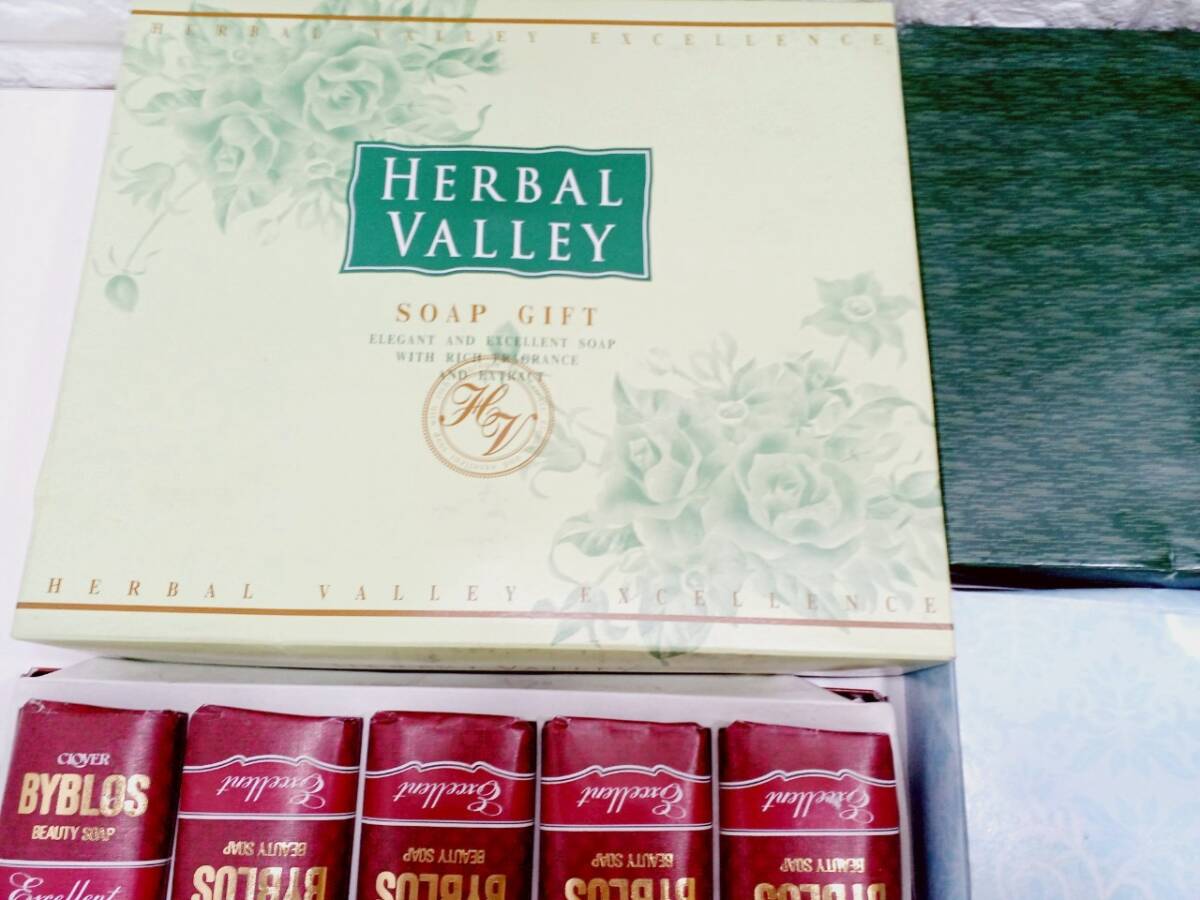 HERBAL VALLEY EXCELLENCE
HERBAL
VALLEY
SOAP GIFT
ELEGANT AND EXCELLENT SOAP
WITH RICH FRAGRANCE
AND EXTRACT
HV
HERBAL VALLEY EXCELLENCE
CLOVER
BYBLOS
BEAUTY SOAP
Excellent
Excellent
BEAUTY SOAP
BYBLOS
Excellent
BEAUTY SOAP
BYBLOS
Excellent
BEAUTY SOAP
BYBLOS
Excellent
BEAUTY SOAP
BYBLOS